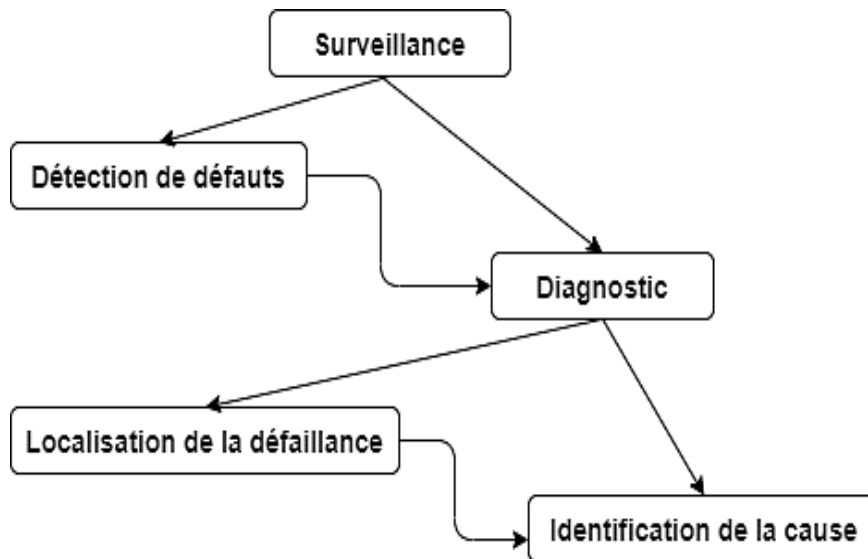 Surveillance
Détection de défauts
Diagnostic
Localisation de la défaillance
Identification de la cause